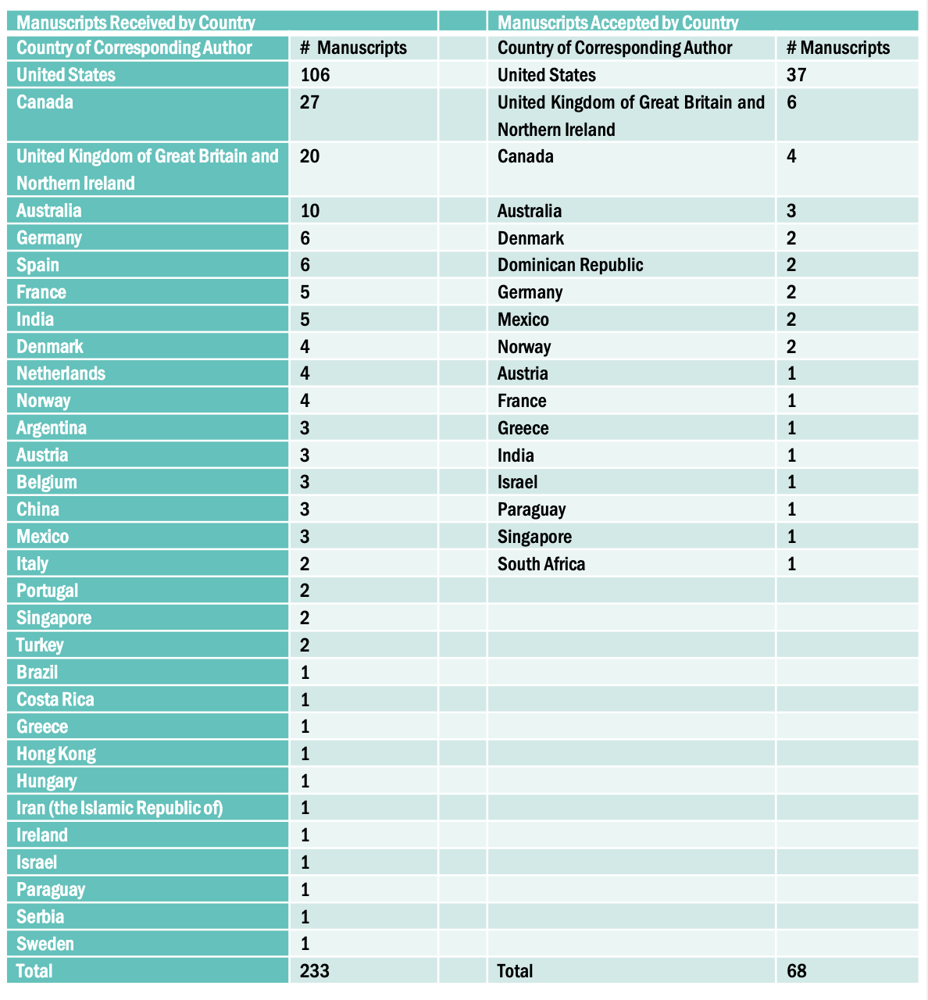 Manuscripts Received by Country Manuscripts Accepted by Country
Country of Corresponding Author #  Manuscripts Country of Corresponding Author # Manuscripts
United States 106 United States 37
Canada 27 United Kingdom of Great Britain and 6
Northern Ireland
United Kingdom of Great Britain and 20 Canada 4
Northern Ireland
Australia 10 Australia 3
Germany 6 Denmark 2
Spain 6 Dominican Republic 2
France 5 Germany 2
India 5 Mexico 2
Denmark 4 Norway 2
Netherlands 4 Austria 1
Norway 4 France 1
Argentina 3 Greece 1
Austria 3 India 1
Belgium 3 Israel 1
China 3 Paraguay 1
Mexico 3 Singapore 1
Italy 2 South Africa 1
Portugal 2
Singapore 2
Turkey 2
Brazil 1
Costa Rica 1
Greece 1
Hong Kong 1
Hungary 1
Iran (the Islamic Republic of) 1
Ireland 1
Israel 1
Paraguay 1
Serbia 1
Sweden 1
Total 233 Total 68